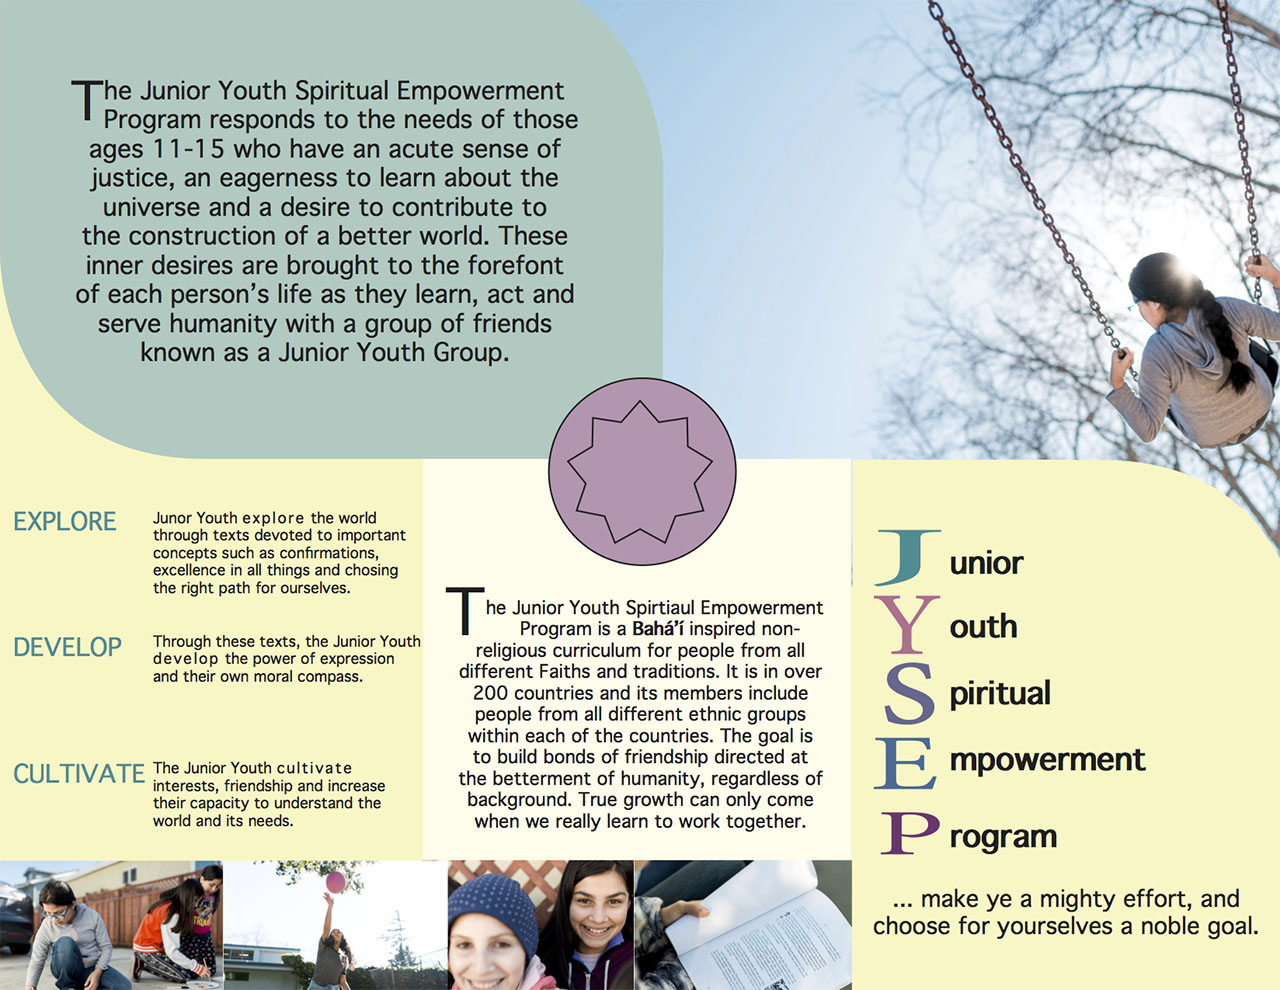 The Junior Youth Spiritual Empowerment
Program responds to the needs of those
ages 11-15 who have an acute sense of
justice, an eagerness to learn about the
universe and a desire to contribute to
the construction of a better world. These
inner desires are brought to the forefont
of each person's life as they learn, act and
serve humanity with a group of friends
known as a Junior Youth Group.
EXPLORE
Junor Youth explore the world
through texts devoted to important
concepts such as confirmations,
excellence in all things and chosing
the right path for ourselves.
DEVELOP
Through these texts, the Junior Youth
develop the power of expression
and their own moral compass.
CULTIVATE
The Junior Youth cultivate
interests, friendship and increase
their capacity to understand the
world and its needs.
The Junior Youth Spirtiaul Empowerment
Program is a Bahá'í inspired non-
religious curriculum for people from all
different Faiths and traditions. It is in over
200 countries and its members include
people from all different ethnic groups
within each of the countries. The goal is
to build bonds of friendship directed at
the betterment of humanity, regardless of
background. True growth can only come
when we really learn to work together.
Junior
Youth
Spiritual
Empowerment
Program
... make ye a mighty effort, and
choose for yourselves a noble goal.